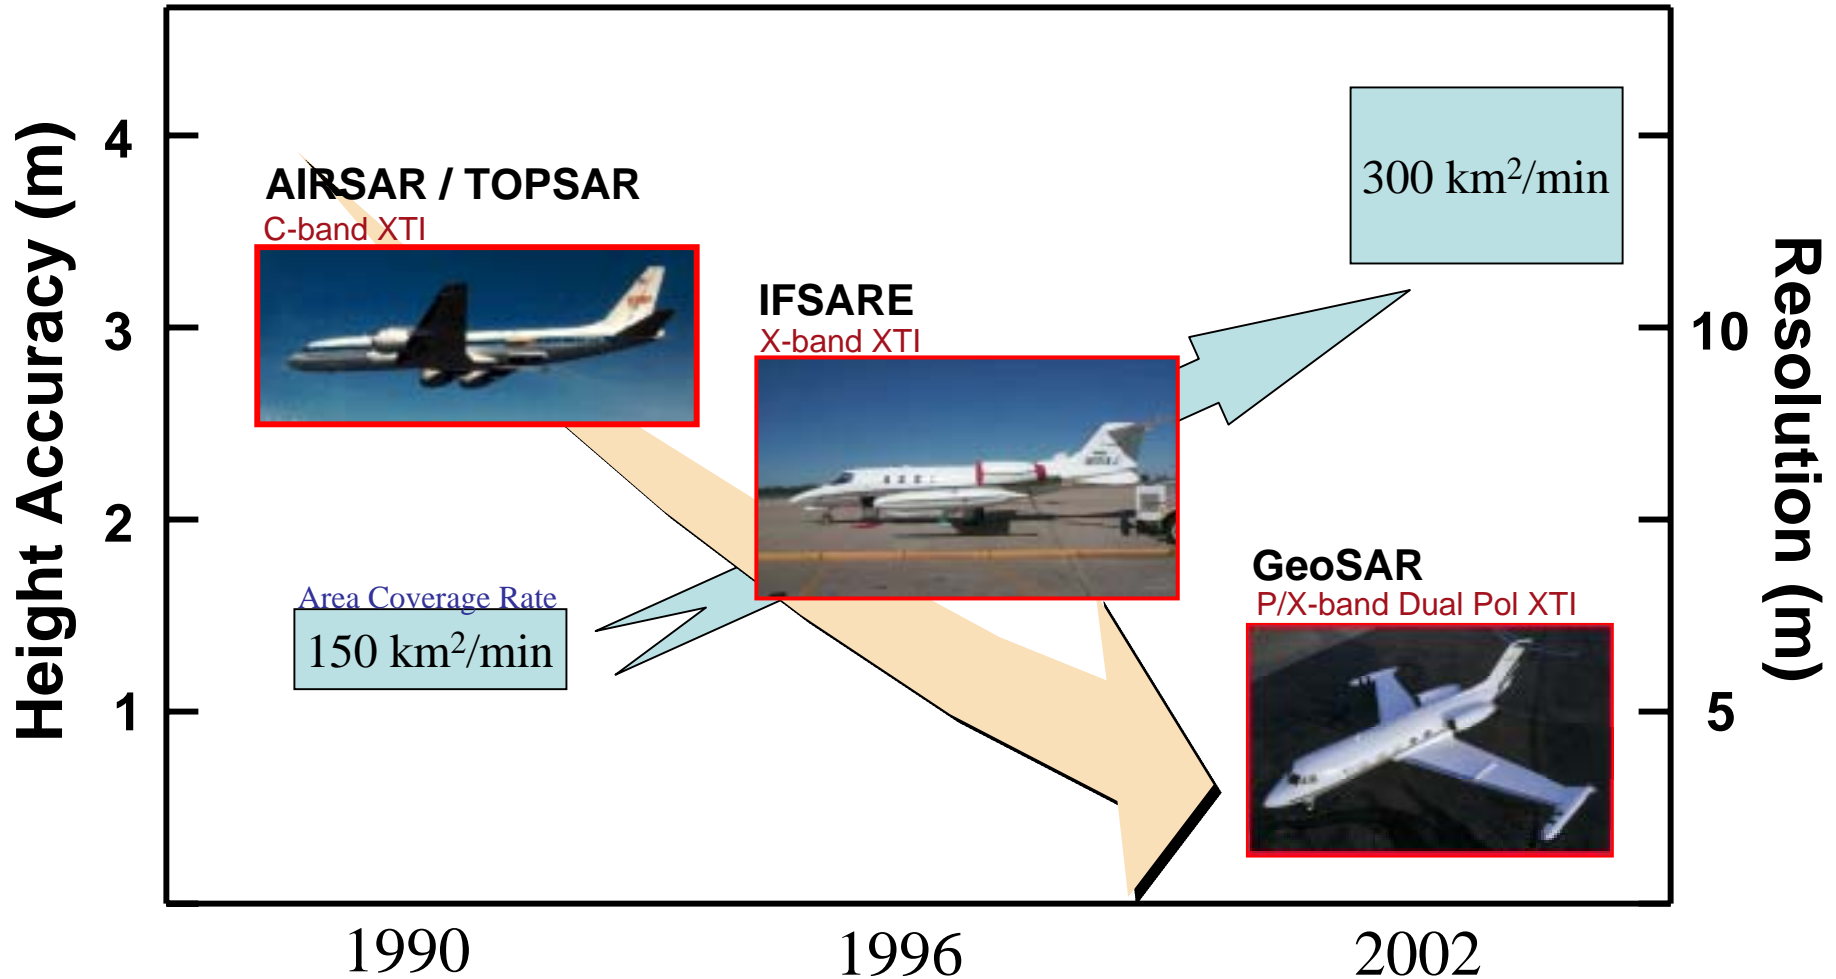 Height Accuracy (m)
4
3
2
1
AIRSAR / TOPSAR
C-band XTI
IFSARE
X-band XTI
300 km²/min
Area Coverage Rate
150 km²/min
GeoSAR
P/X-band Dual Pol XTI
10
5
Resolution (m)
1990
1996
2002